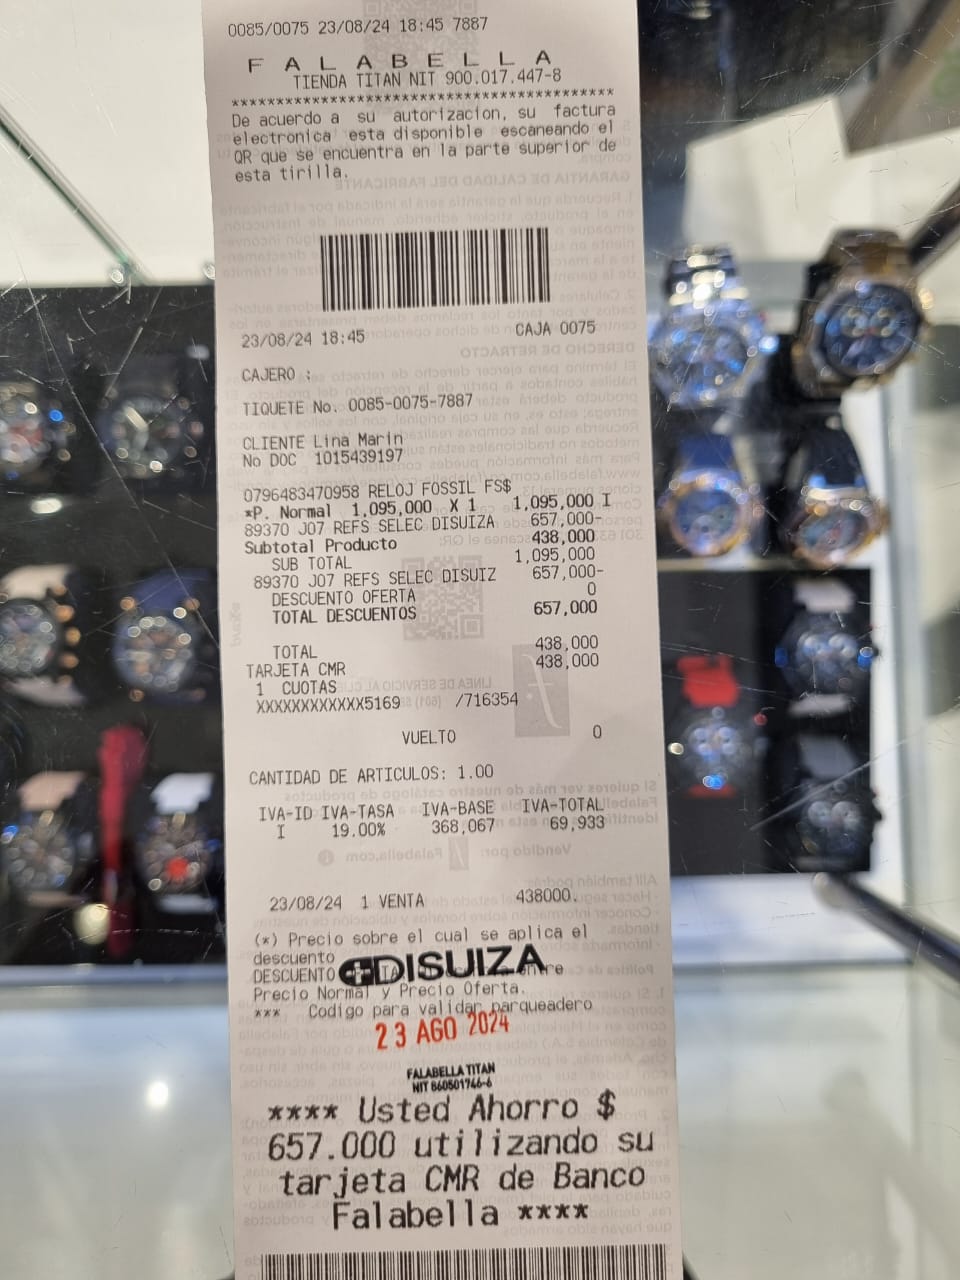 0085/0075 23/08/24 18:45 7887
FALABELLA
TIENDA TITAN NIT 900.017.447-8
******************************************
De acuerdo a su autorizacion, su factura
electronica esta disponible escaneando el
QR que se encuentra en la parte superior de
esta tirilla.
23/08/24 18:45 CAJA 0075
CAJERO :
TIQUETE No. 0085-0075-7887
CLIENTE Lina Marin
No DOC 1015439197
0796483470958 RELOJ FOSSIL FS$
*P. Normal 1,095,000 X 1 1,095,000 I
89370 J07 REFS SELEC DISUIZA 657,000-
Subtotal Producto 438,000
SUB TOTAL 1,095,000
89370 J07 REFS SELEC DISUIZ 657,000-
DESCUENTO OFERTA 0
TOTAL DESCUENTOS 657,000
TOTAL 438,000
TARJETA CMR 438,000
1 CUOTAS
XXXXXXXXXXXX5169 /716354
VUELTO 0
CANTIDAD DE ARTICULOS: 1.00
IVA-ID IVA-TASA IVA-BASE IVA-TOTAL
I 19.00% 368,067 69,933
23/08/24 1 VENTA 438000.
(*) Precio sobre el cual se aplica el
descuento
DISUIZA
DESCUENTO entre
Precio Normal y Precio Oferta.
*** Codigo para validar parqueadero
23 AGO 2024
FALABELLA TITAN
NIT 860501746-6
**** Usted Ahorro $
657.000 utilizando su
tarjeta CMR de Banco
Falabella ****